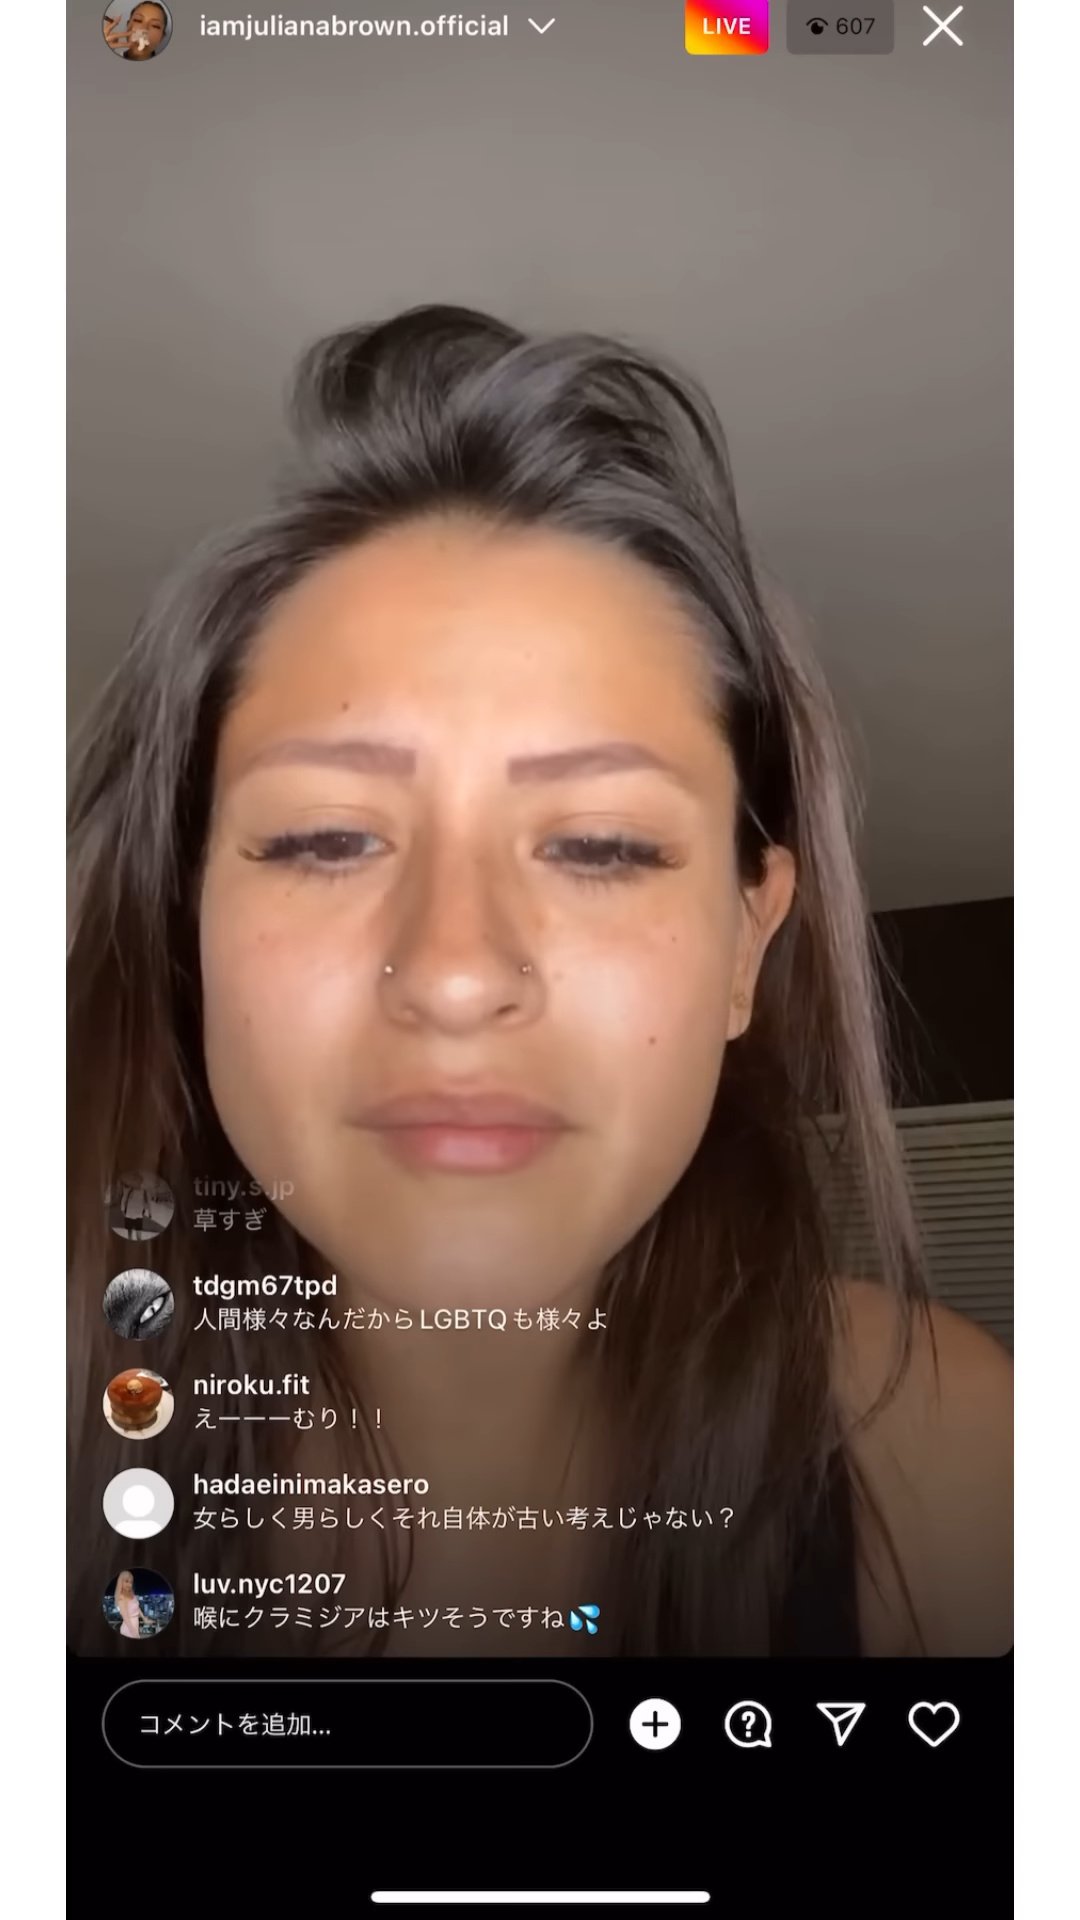 iamjulianabrown.official
LIVE
607
tiny.s.jp
草すぎ
tdgm67tpd
人間様々なんだからLGBTQも様々よ
niroku.fit
えーーーむり！！
hadaeinimakasero
女らしく男らしくそれ自体が古い考えじゃない？
luv.nyc1207
喉にクラミジアはキツそうですね💦
コメントを追加...